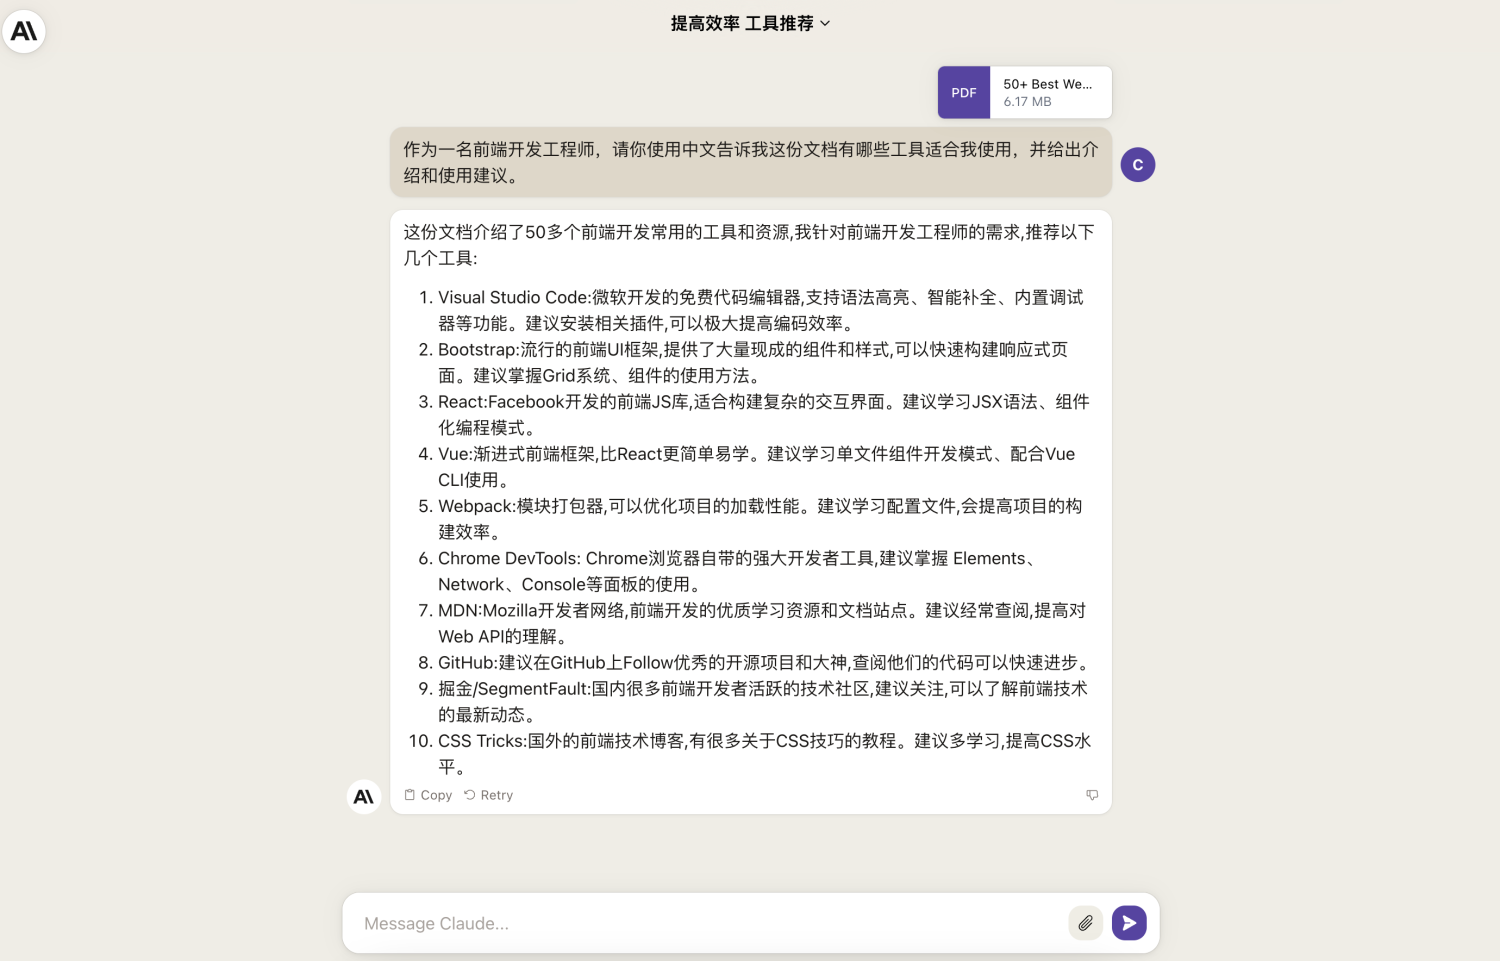 提高效率 工具推荐
PDF
50+ Best We...
6.17 MB
作为一名前端开发工程师，请你使用中文告诉我这份文档有哪些工具适合我使用，并给出介
绍和使用建议。
C
这份文档介绍了50多个前端开发常用的工具和资源,我针对前端开发工程师的需求,推荐以下
几个工具:
1. Visual Studio Code:微软开发的免费代码编辑器,支持语法高亮、智能补全、内置调试
器等功能。建议安装相关插件,可以极大提高编码效率。
2. Bootstrap:流行的前端UI框架,提供了大量现成的组件和样式,可以快速构建响应式页
面。建议掌握Grid系统、组件的使用方法。
3. React:Facebook开发的前端JS库,适合构建复杂的交互界面。建议学习JSX语法、组件
化编程模式。
4. Vue:渐进式前端框架,比React更简单易学。建议学习单文件组件开发模式、配合Vue
CLI使用。
5. Webpack:模块打包器,可以优化项目的加载性能。建议学习配置文件,会提高项目的构
建效率。
6. Chrome DevTools: Chrome浏览器自带的强大开发者工具,建议掌握 Elements、
Network、Console等面板的使用。
7. MDN:Mozilla开发者网络,前端开发的优质学习资源和文档站点。建议经常查阅,提高对
Web API的理解。
8. GitHub:建议在GitHub上Follow优秀的开源项目和大神,查阅他们的代码可以快速进步。
9. 掘金/SegmentFault:国内很多前端开发者活跃的技术社区,建议关注,可以了解前端技术
的最新动态。
10. CSS Tricks:国外的前端技术博客,有很多关于CSS技巧的教程。建议多学习,提高CSS水
平。
Copy Retry
Message Claude...